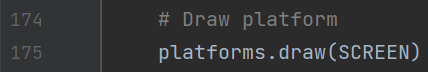 174 # Draw platform
175 platforms.draw(SCREEN)